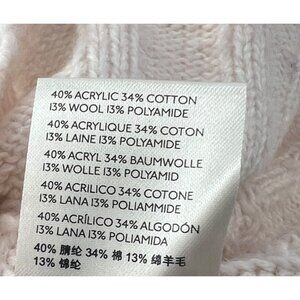 40% ACRYLIC 34% COTTON
13% WOOL 13% POLYAMIDE
40% ACRYLIQUE 34% COTON
13% LAINE 13% POLYAMIDE
40% ACRYL 34% BAUMWOLLE
13% WOLLE 13% POLYAMID
40% ACRILICO 34% COTONE
13% LANA 13% POLIAMMIDE
40% ACRÍLICO 34% ALGODÓN
13% LANA 13% POLIAMIDA
40% 腈纶 34% 棉 13% 绵羊毛
13% 锦纶